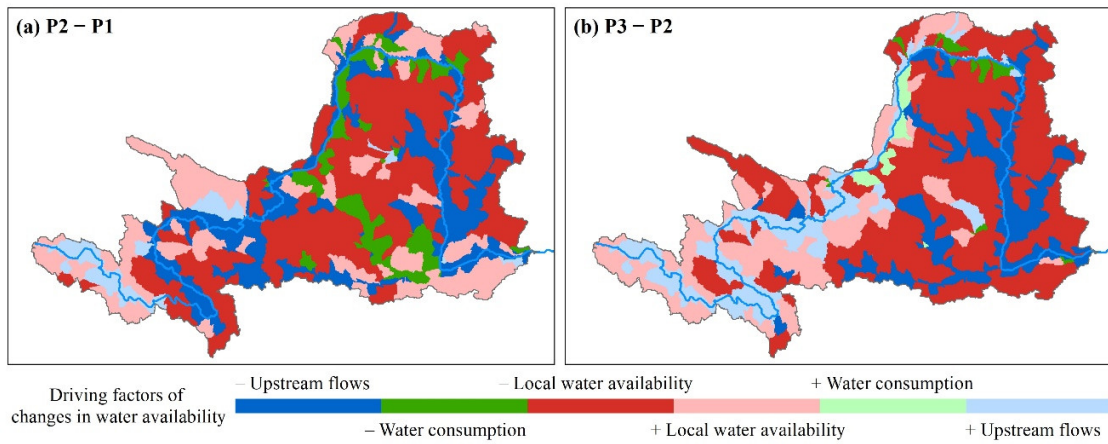 (a) P2 − P1
(b) P3 − P2
Driving factors of
changes in water availability
− Upstream flows
− Local water availability
+ Water consumption
− Water consumption
+ Local water availability
+ Upstream flows